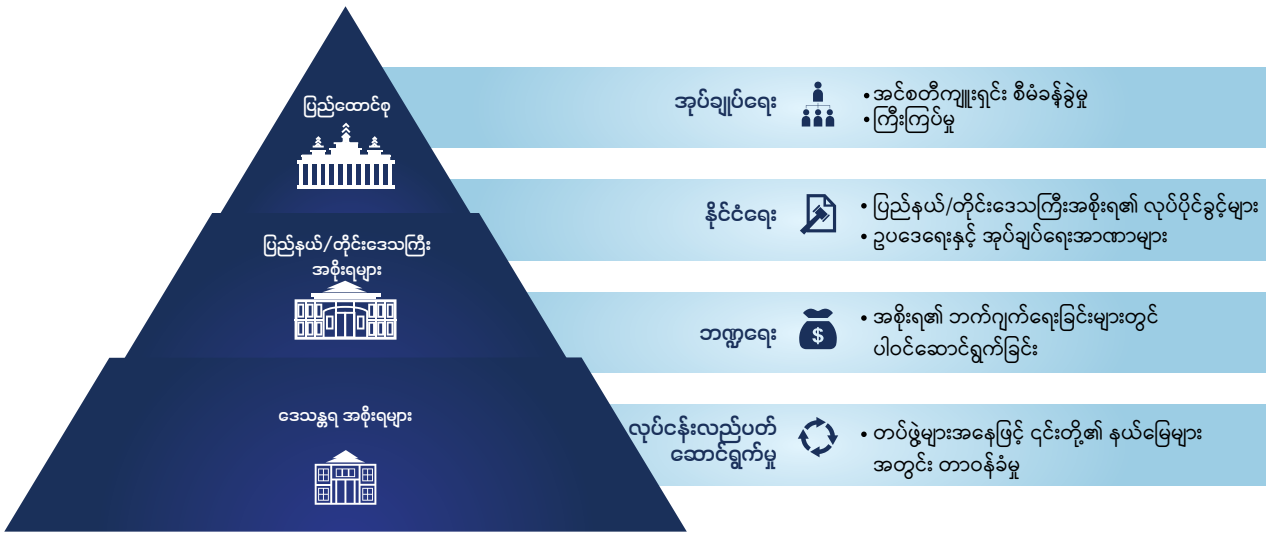 ပြည်ထောင်စု
ပြည်နယ်/တိုင်းဒေသကြီး
အစိုးရများ
ဒေသန္တရ အစိုးရများ
အုပ်ချုပ်ရေး
• အင်စတီကျူးရှင်း စီမံခန့်ခွဲမှု
• ကြီးကြပ်မှု
နိုင်ငံရေး
• ပြည်နယ်/တိုင်းဒေသကြီးအစိုးရ၏ လုပ်ပိုင်ခွင့်များ
• ဥပဒေရေးနှင့် အုပ်ချုပ်ရေးအာဏာများ
ဘဏ္ဍရေး
$
• အစိုးရ၏ ဘက်ဂျက်ရေးခြင်းများတွင်
ပါဝင်ဆောင်ရွက်ခြင်း
လုပ်ငန်းလည်ပတ်
ဆောင်ရွက်မှု
• တပ်ဖွဲ့များအနေဖြင့် ၎င်းတို့၏ နယ်မြေများ
အတွင်း တာဝန်ခံမှု